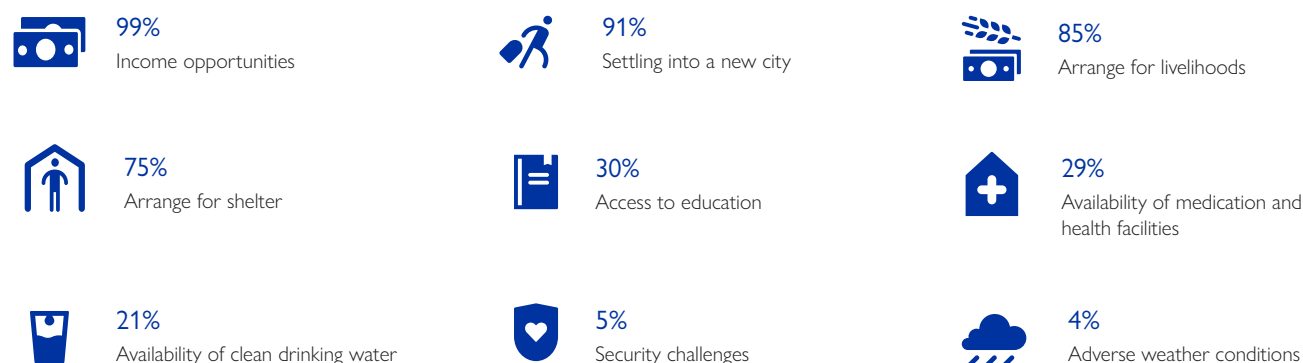 99%
Income opportunities
91%
Settling into a new city
85%
Arrange for livelihoods
75%
Arrange for shelter
30%
Access to education
29%
Availability of medication and
health facilities
21%
Availability of clean drinking water
5%
Security challenges
4%
Adverse weather conditions